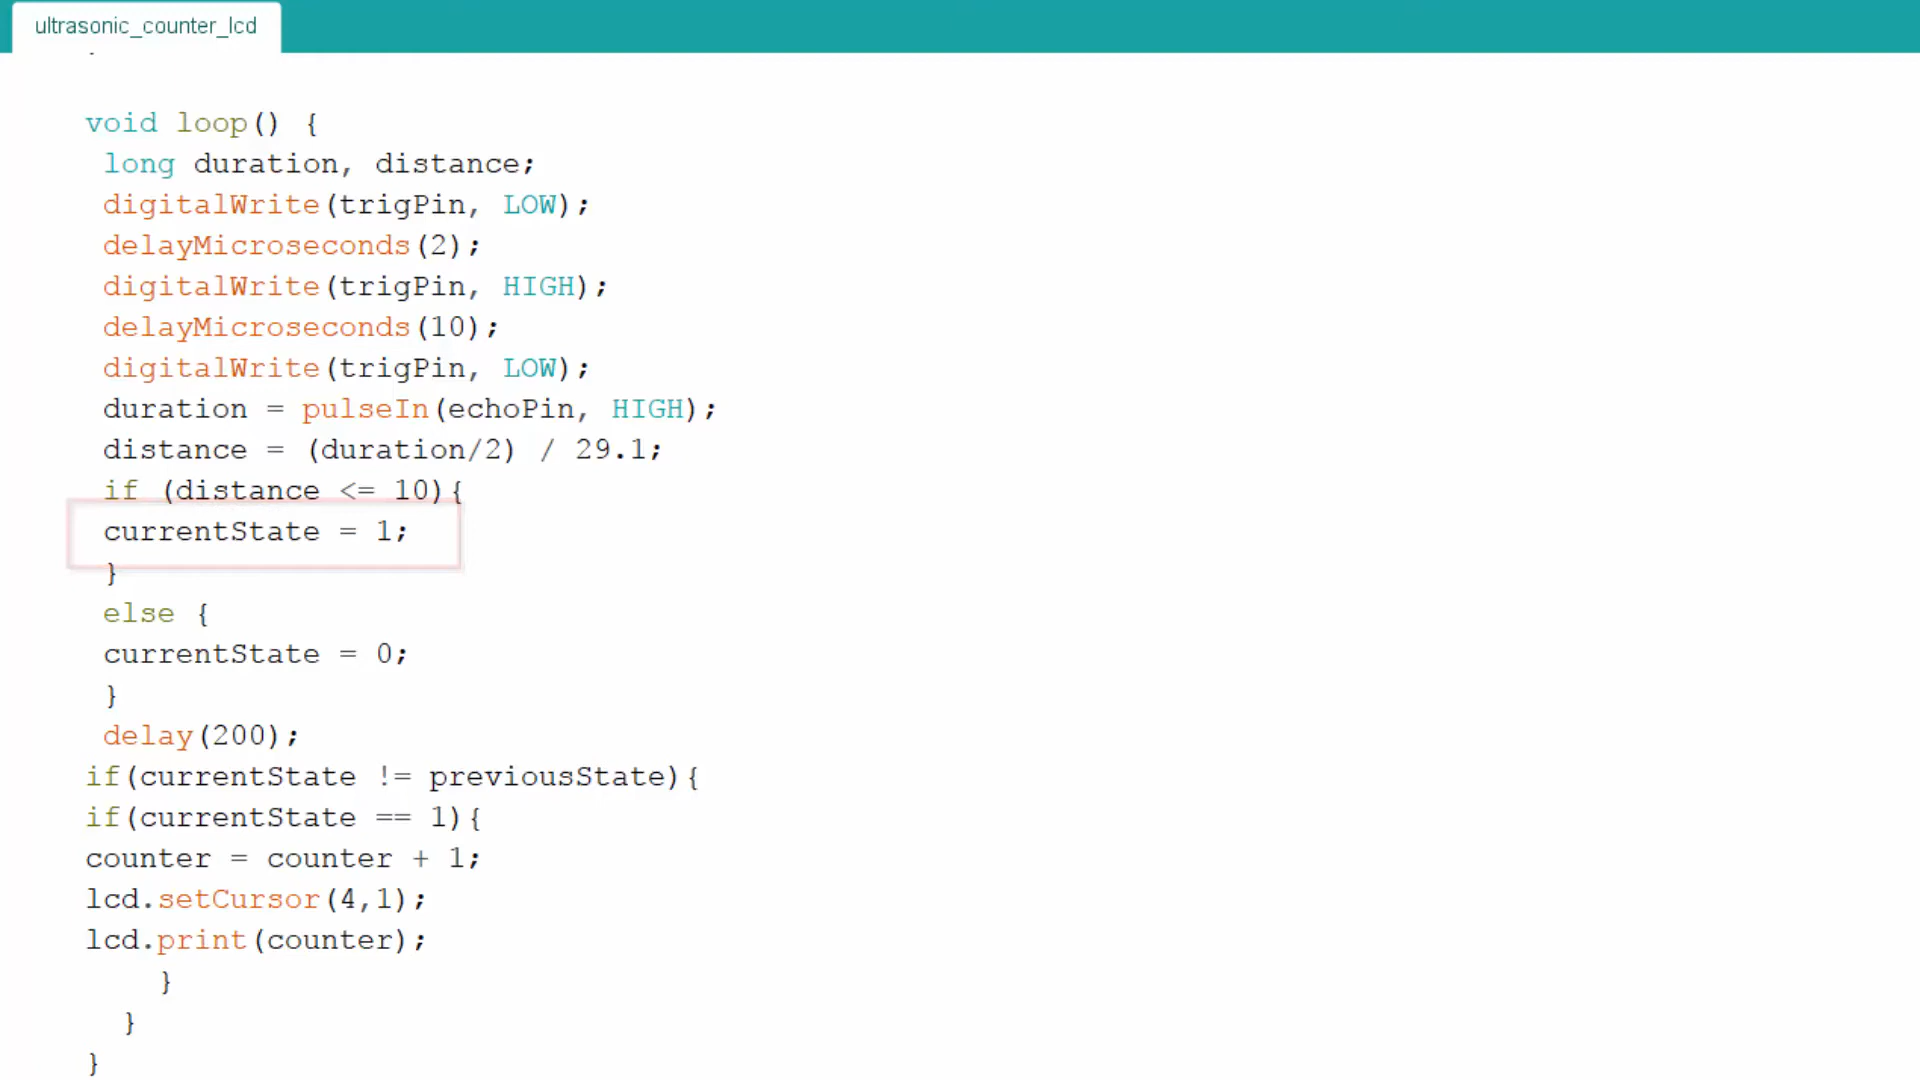 ultrasonic_counter_lcd
void loop() {
long duration, distance;
digitalWrite(trigPin, LOW);
delayMicroseconds(2);
digitalWrite(trigPin, HIGH);
delayMicroseconds(10);
digitalWrite(trigPin, LOW);
duration = pulseIn(echoPin, HIGH);
distance = (duration/2) / 29.1;
if (distance <= 10){
currentState = 1;
}
else {
currentState = 0;
}
delay(200);
if(currentState != previousState){
if(currentState == 1){
counter = counter + 1;
lcd.setCursor(4,1);
lcd.print(counter);
}
}
}